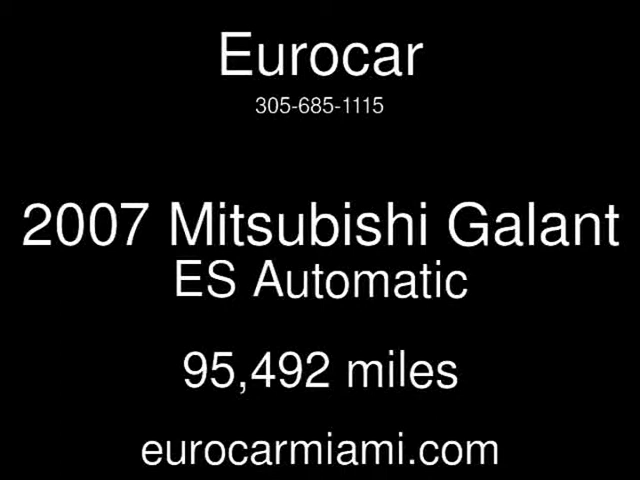 Eurocar
305-685-1115
2007 Mitsubishi Galant
ES Automatic
95,492 miles
eurocarmiami.com